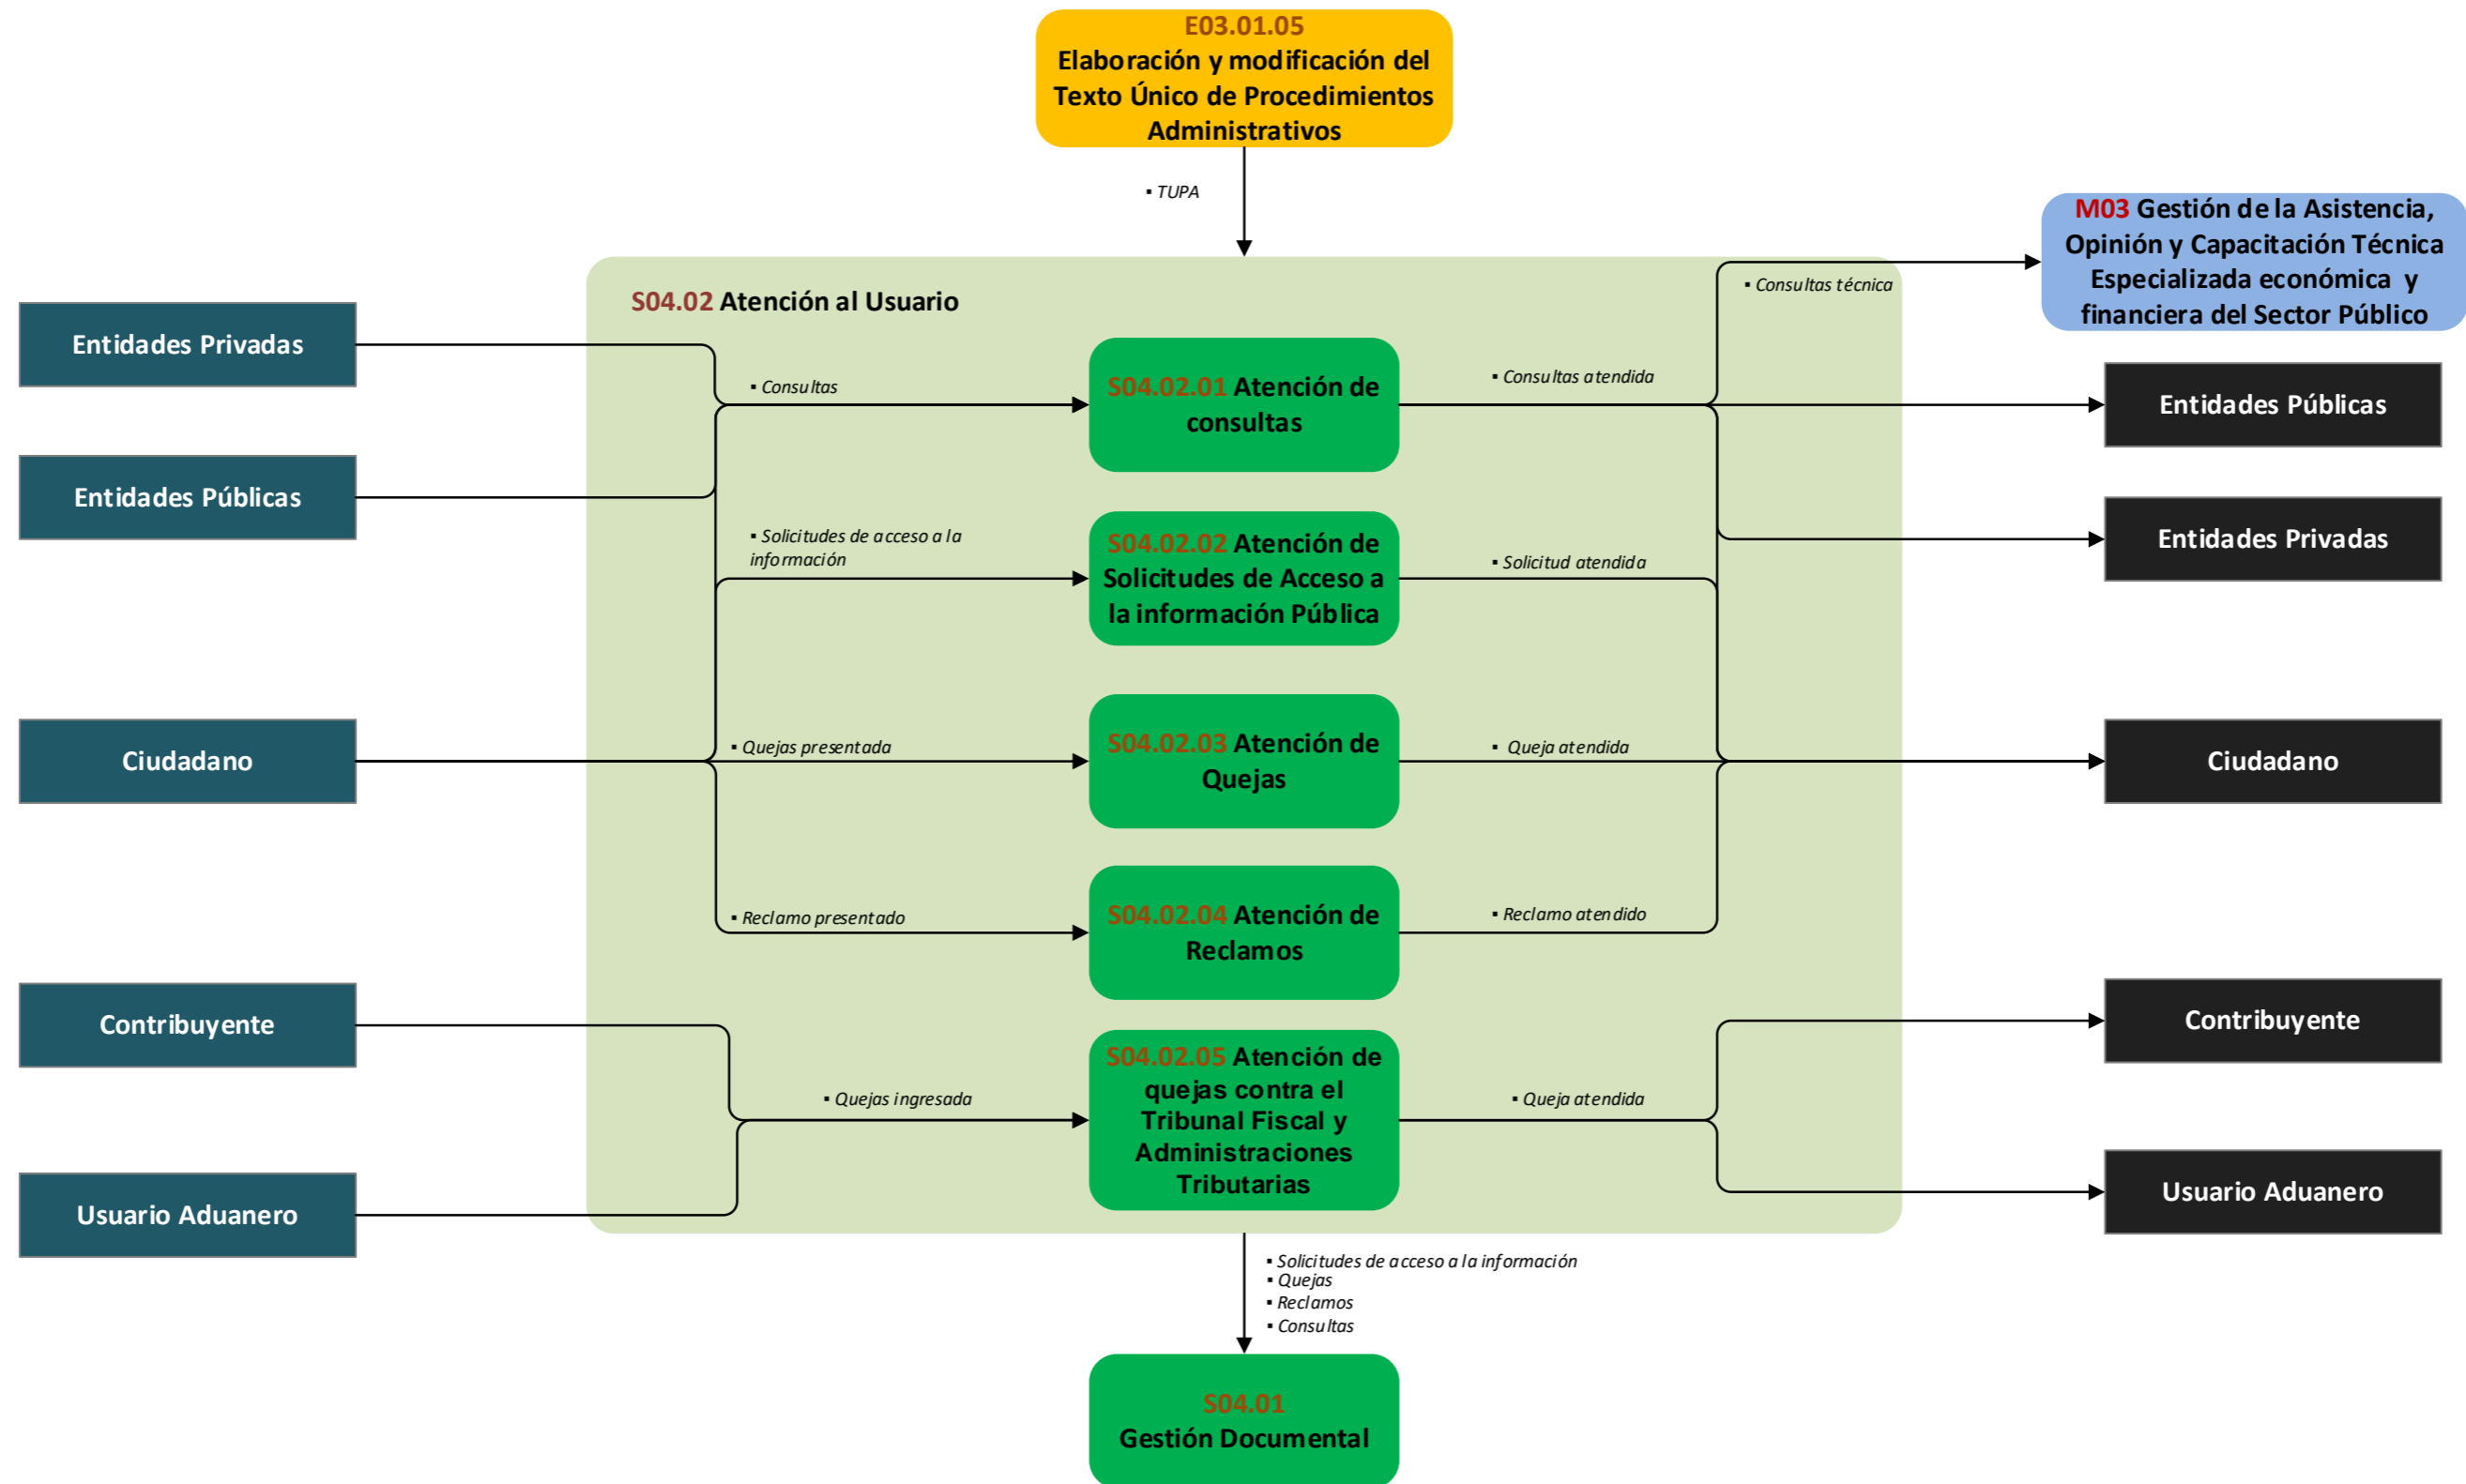 E03.01.05
Elaboración y modificación del
Texto Único de Procedimientos
Administrativos
▪ TUPA
M03 Gestión de la Asistencia,
Opinión y Capacitación Técnica
Especializada económica y
financiera del Sector Público
▪ Consultas técnica
S04.02 Atención al Usuario
Entidades Privadas
▪ Consultas
S04.02.01 Atención de
consultas
▪ Consultas atendida
Entidades Públicas
Entidades Públicas
▪ Solicitudes de acceso a la
información
S04.02.02 Atención de
Solicitudes de Acceso a
la información Pública
▪ Solicitud atendida
Entidades Privadas
Ciudadano
▪ Quejas presentada
S04.02.03 Atención de
Quejas
▪ Queja atendida
Ciudadano
▪ Reclamo presentado
S04.02.04 Atención de
Reclamos
▪ Reclamo atendido
Contribuyente
▪ Quejas ingresada
S04.02.05 Atención de
quejas contra el
Tribunal Fiscal y
Administraciones
Tributarias
▪ Queja atendida
Contribuyente
Usuario Aduanero
Usuario Aduanero
▪ Solicitudes de acceso a la información
▪ Quejas
▪ Reclamos
▪ Consultas
S04.01
Gestión Documental